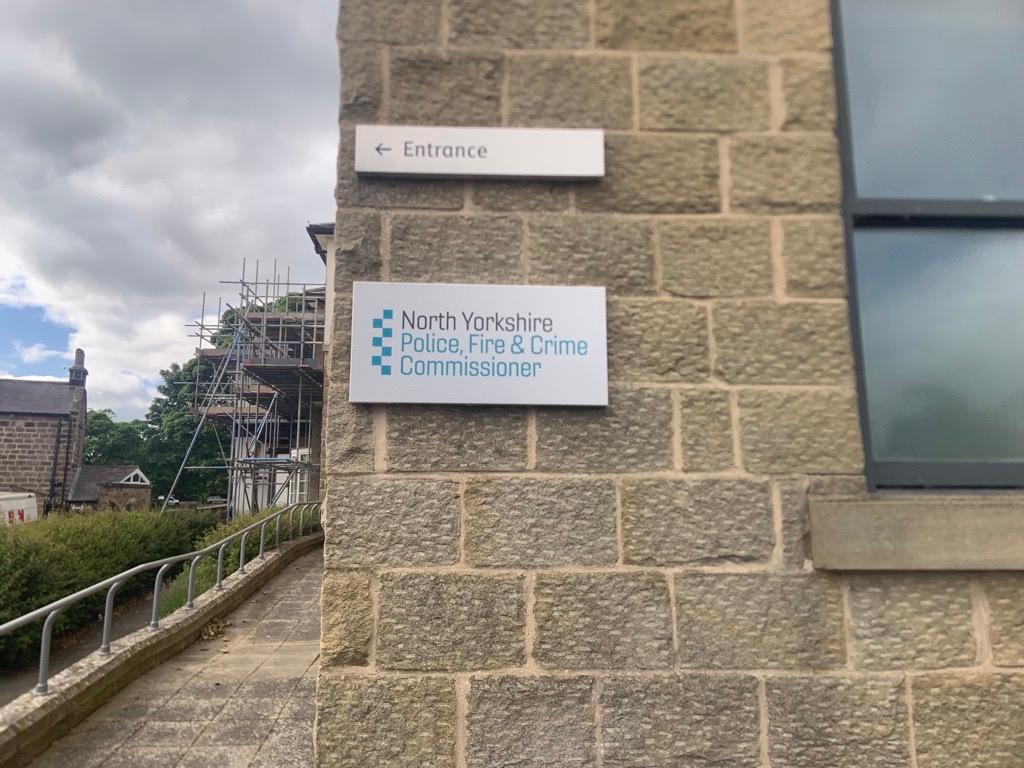 ← Entrance
North Yorkshire
Police, Fire & Crime
Commissioner